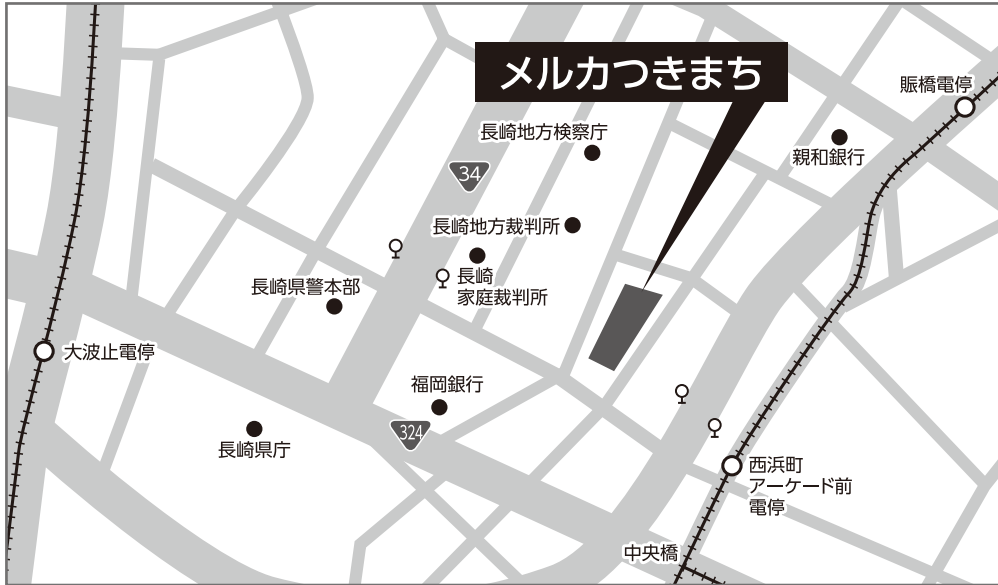 メルカつきまち
賑橋電停
長崎地方検察庁
親和銀行
34
長崎地方裁判所
長崎
家庭裁判所
長崎県警本部
大波止電停
福岡銀行
324
長崎県庁
西浜町
アーケード前
電停
中央橋